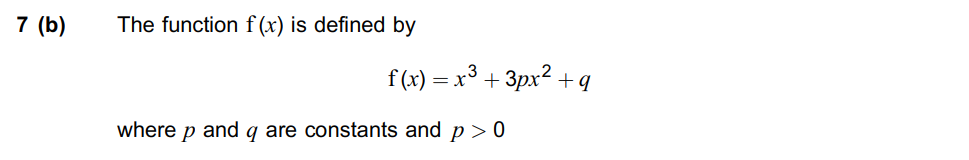 7 (b) The function f (x) is defined by
f (x) = x³ + 3px² + q
where p and q are constants and p > 0